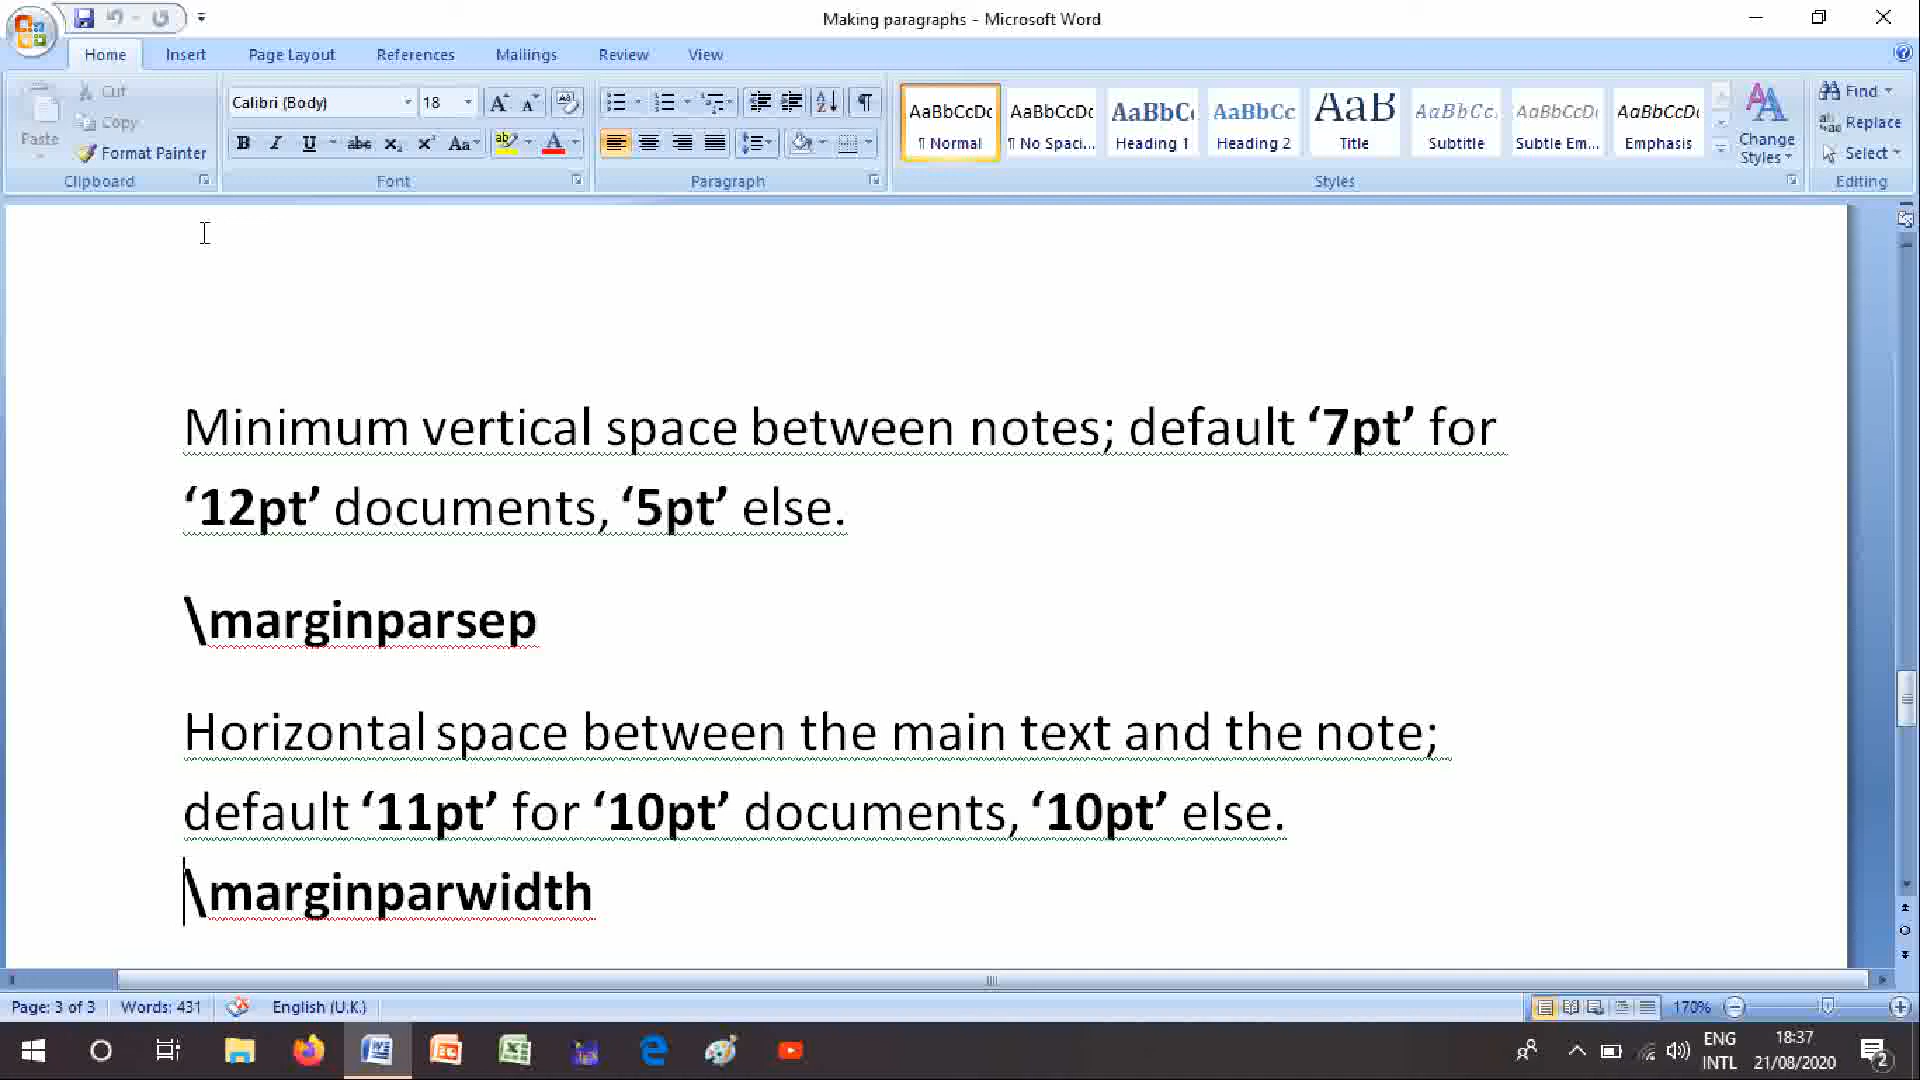 Making paragraphs - Microsoft Word
Home Insert Page Layout References Mailings Review View
Paste
Cut
Copy
Format Painter
Clipboard
Calibri (Body) 18
Font
Paragraph
AaBbCcDc AaBbCcDc AaBbC AaBbCc AaB AaBbCc. AaBbCcDi AaBbCcDi
¶ Normal ¶ No Spaci... Heading 1 Heading 2 Title Subtitle Subtle Em... Emphasis
Change Styles
Styles
Find
Replace
Select
Editing
Minimum vertical space between notes; default ‘7pt’ for
‘12pt’ documents, ‘5pt’ else.
\marginparsep
Horizontal space between the main text and the note;
default ‘11pt’ for ‘10pt’ documents, ‘10pt’ else.
\marginparwidth
Page: 3 of 3 Words: 431 English (U.K.) 170%
ENG
INTL
18:37
21/08/2020
2